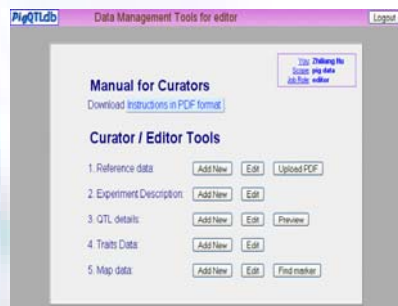 PigQTLdb Data Management Tools for editor Logout
You: Zhiliang Hu
Scope: pig data
Job Role: editor
Manual for Curators
Download Instructions in PDF format
Curator / Editor Tools
1. Reference data: Add New Edit Upload PDF
2. Experiment Description: Add New Edit
3. QTL details: Add New Edit Preview
4. Traits Data: Add New Edit
5. Map data: Add New Edit Find marker